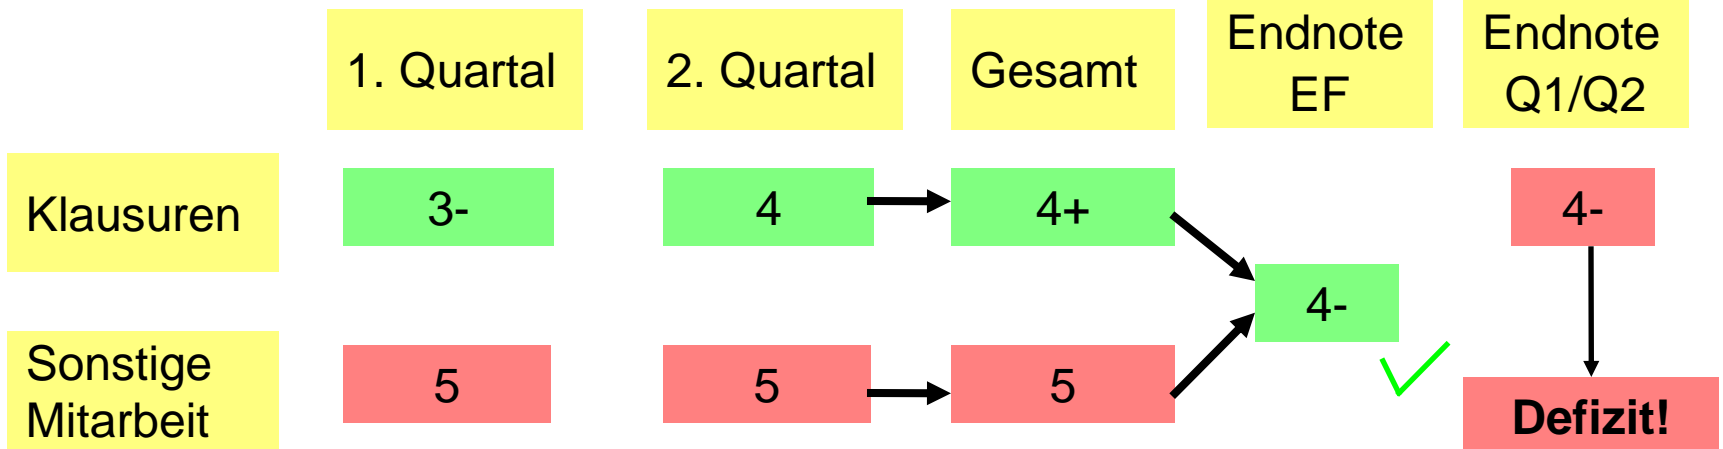 1. Quartal
2. Quartal
Gesamt
Endnote
EF
Endnote
Q1/Q2
Klausuren
3-
4
4+
4-
4-
Sonstige
Mitarbeit
5
5
5
Defizit!